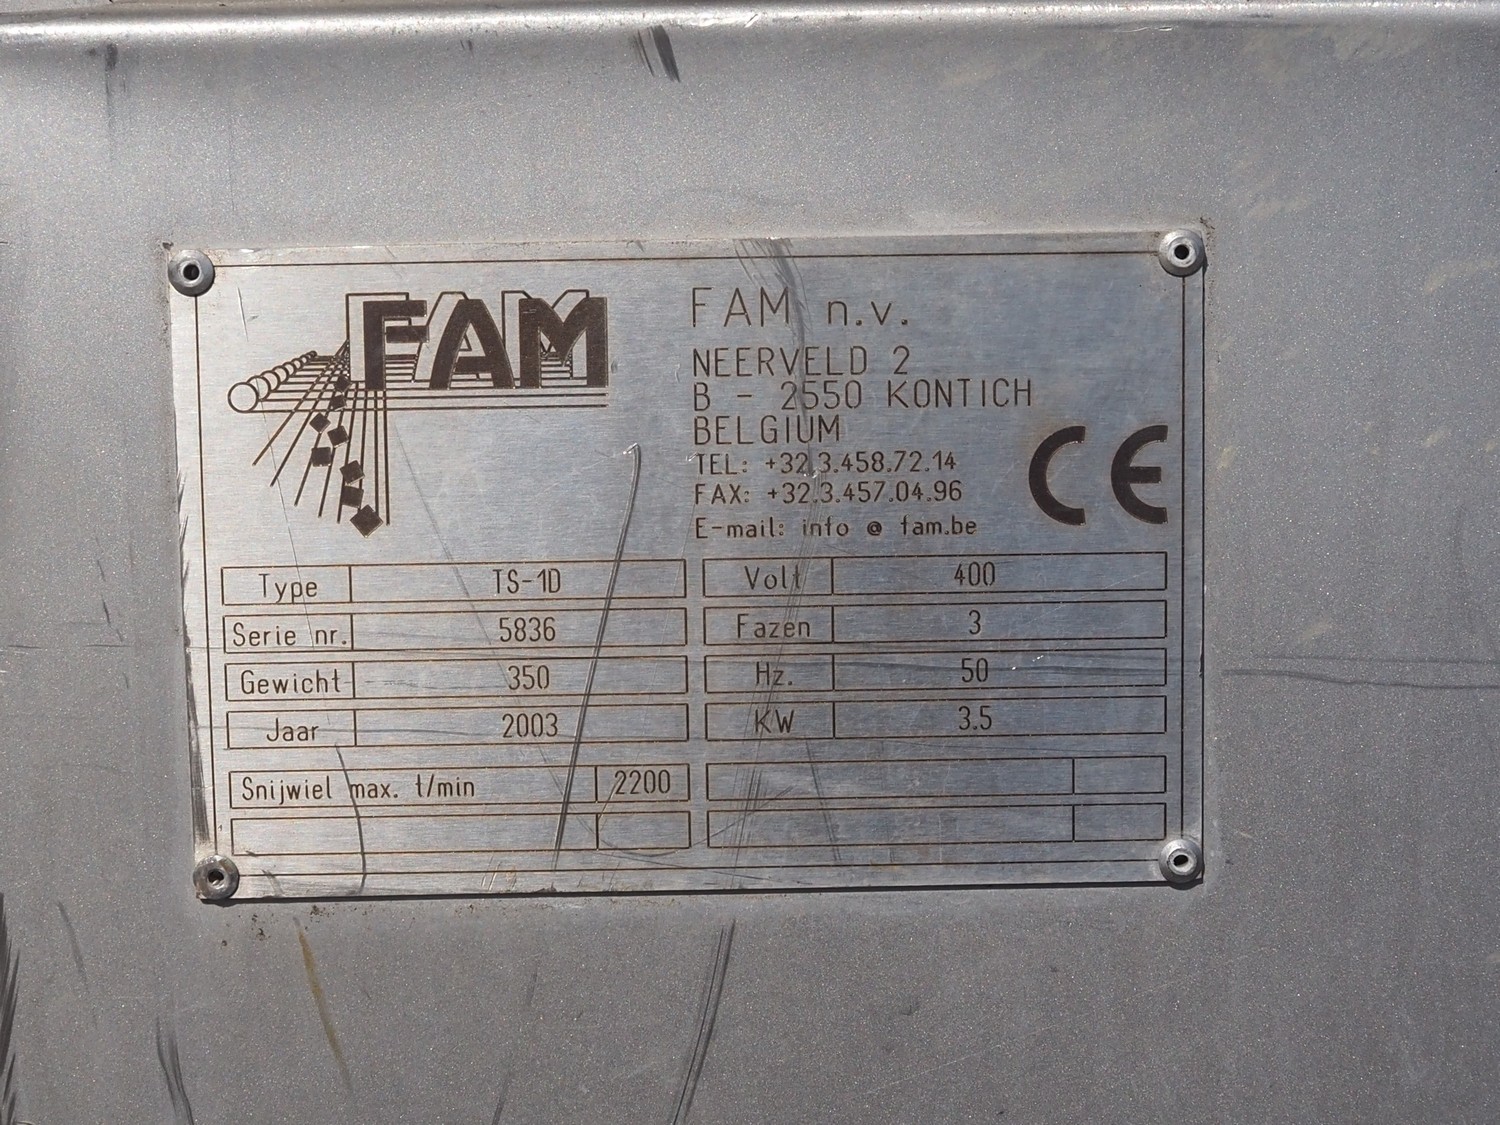 FAM
FAM n.v.
NEERVELD 2
B - 2550 KONTICH
BELGIUM
TEL: +32.3.458.72.14
FAX: +32.3.457.04.96
E-mail: info @ fam.be
CE
Type TS-1D
Serie nr. 5836
Gewicht 350
Jaar 2003
Snijwiel max. t/min 2200
Volt 400
Fazen 3
Hz. 50
KW 3.5